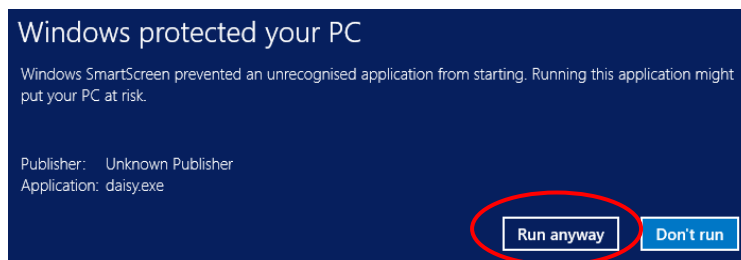 Windows protected your PC
Windows SmartScreen prevented an unrecognised application from starting. Running this application might
put your PC at risk.
Publisher: Unknown Publisher
Application: daisy.exe
Run anyway Don't run